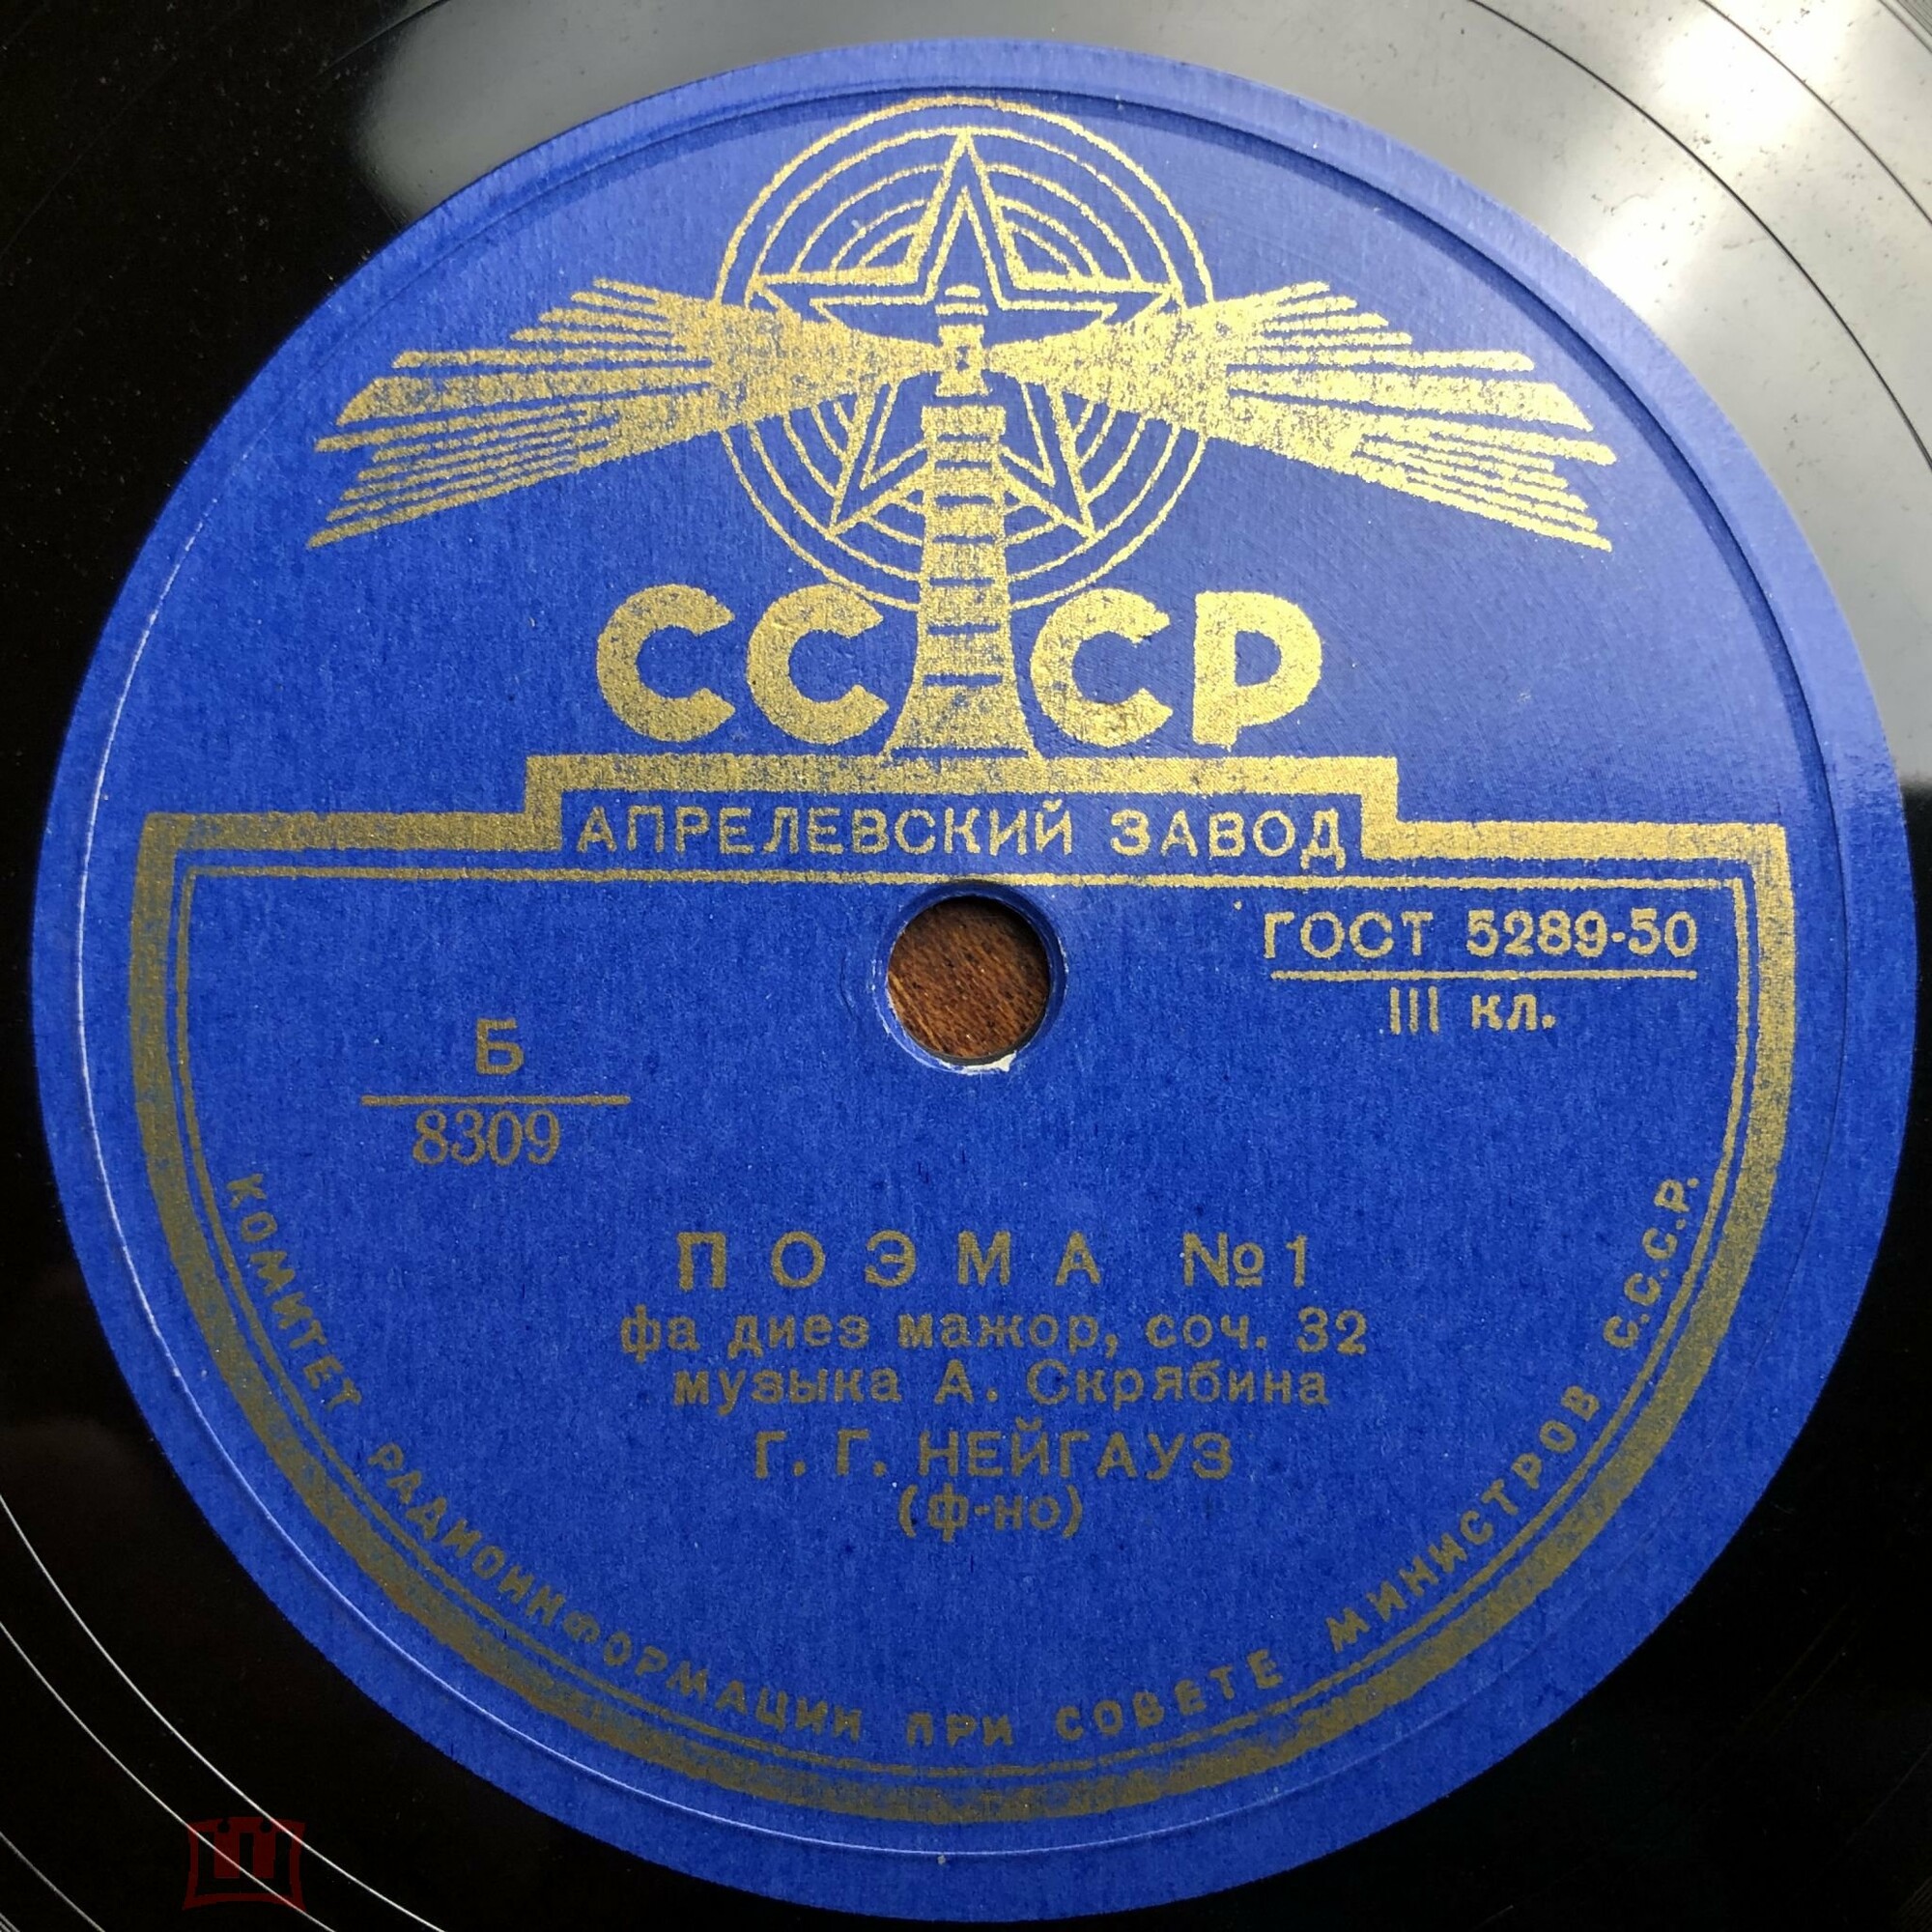 СССР
АПРЕЛЕВСКИЙ ЗАВОД
ГОСТ 5289-50
III кл.
Б
8309
ПОЭМА №1
фа диез мажор, соч. 32
музыка А. Скрябина
Г. Г. НЕЙГАУЗ
(ф-но)
КОМИТЕТ РАДИОИНФОРМАЦИИ ПРИ СОВЕТЕ МИНИСТРОВ С.С.С.Р.